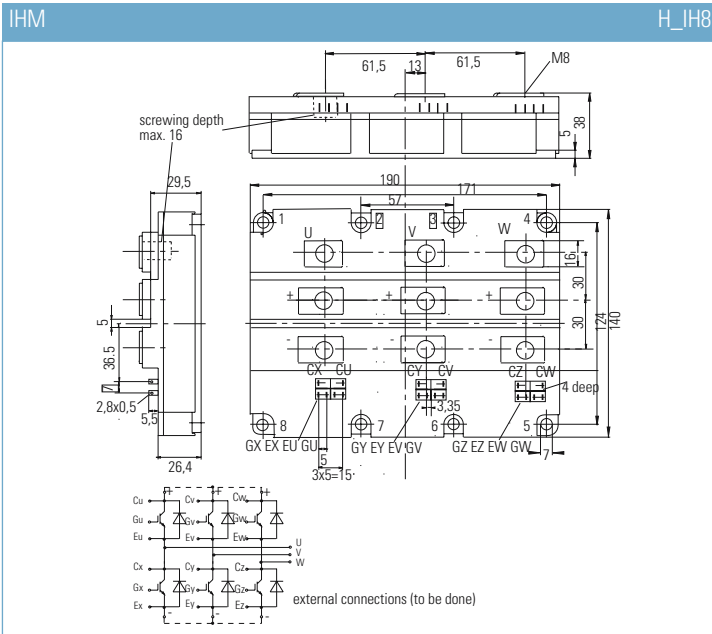 IHM H_IH8
61,5 13 61,5 M8
screwing depth
max. 16
5 38
29,5
190
171
57
1 2 3 4
U V W
16
+ + +
30
- - -
30
124 140
5
36.5
7
2,8x0,5
5,5
26,4
CX CU CY CV CZ CW
4 deep
3,35
8 7 6 5
GX EX EU GU GY EY EV GV GZ EZ EW GW
5 7
3x5=15
+ + +
Cu Cv Cw
Gu Gv Gw
Eu Ev Ew
U
V
W
Cx Cy Cz
Gx Gy Gz
Ex Ey Ez
- - -
external connections (to be done)